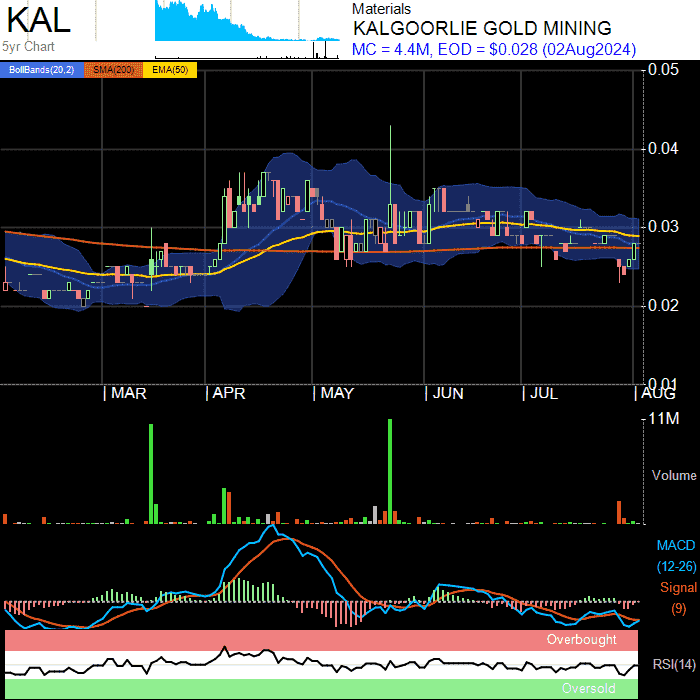 KAL
5yr Chart
Materials
KALGOORLIE GOLD MINING
MC = 4.4M, EOD = $0.028 (02Aug2024)
BollBands(20,2) SMA(200) EMA(50)
0.05
0.04
0.03
0.02
0.01
MAR APR MAY JUN JUL AUG
11M
Volume
MACD
(12-26)
Signal
(9)
Overbought
RSI(14)
Oversold